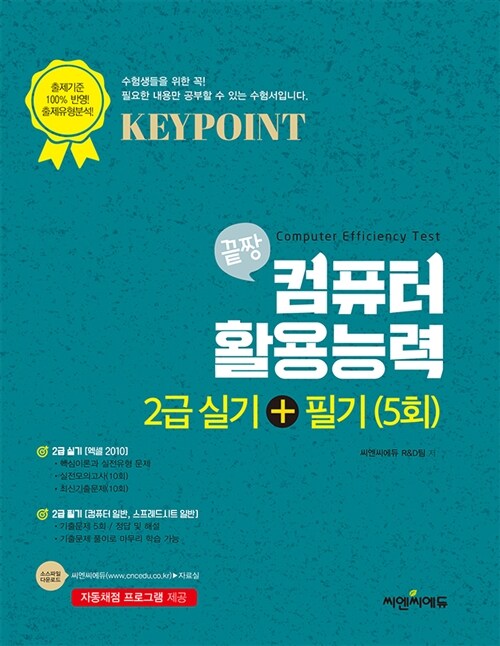 출제기준
100% 반영!
출제유형분석!
수험생들을 위한 꼭!
필요한 내용만 공부할 수 있는 수험서입니다.
KEYPOINT
끝짱
Computer Efficiency Test
컴퓨터
활용능력
2급 실기 + 필기 (5회)
씨엔씨에듀 R&D팀 저
2급 실기 [엑셀 2010]
· 핵심이론과 실전유형 문제
· 실전모의고사(10회)
· 최신기출문제(10회)
2급 필기 [컴퓨터 일반, 스프레드시트 일반]
· 기출문제 5회 / 정답 및 해설
· 기출문제 풀이로 마무리 학습 가능
소스파일
다운로드
씨엔씨에듀(www.cncedu.co.kr)▶자료실
자동채점 프로그램 제공
씨엔씨에듀